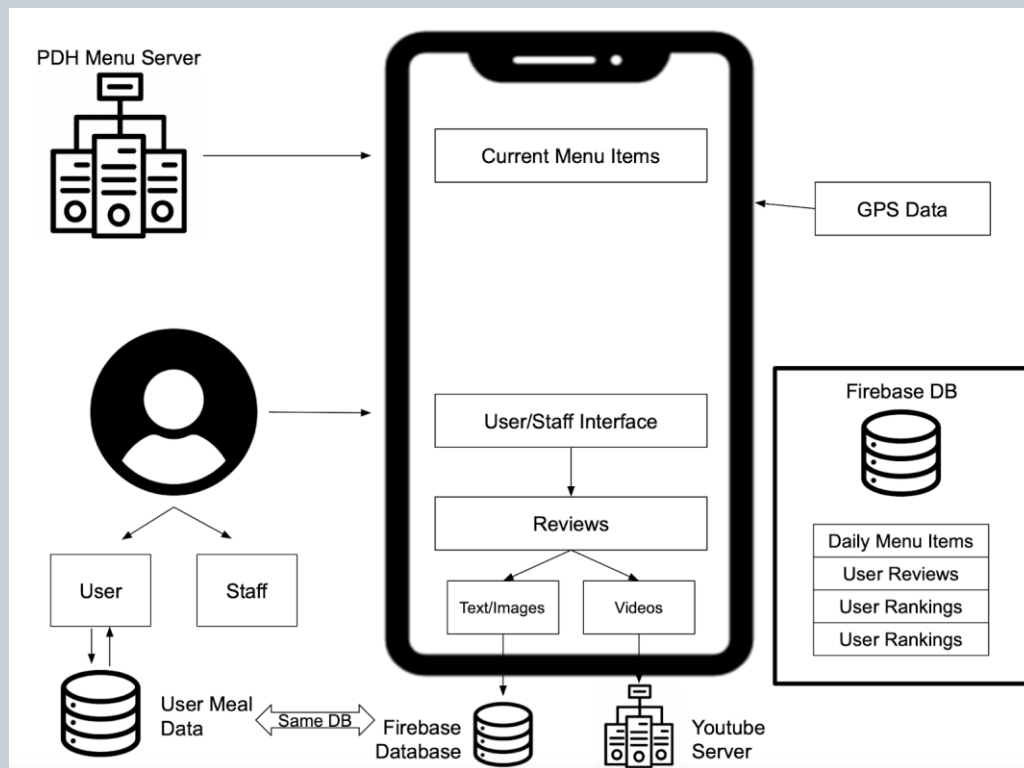 PDH Menu Server
Current Menu Items
GPS Data
User/Staff Interface
Reviews
Text/Images
Videos
User
Staff
User Meal
Data
Same DB
Firebase
Database
Youtube
Server
Firebase DB
Daily Menu Items
User Reviews
User Rankings
User Rankings